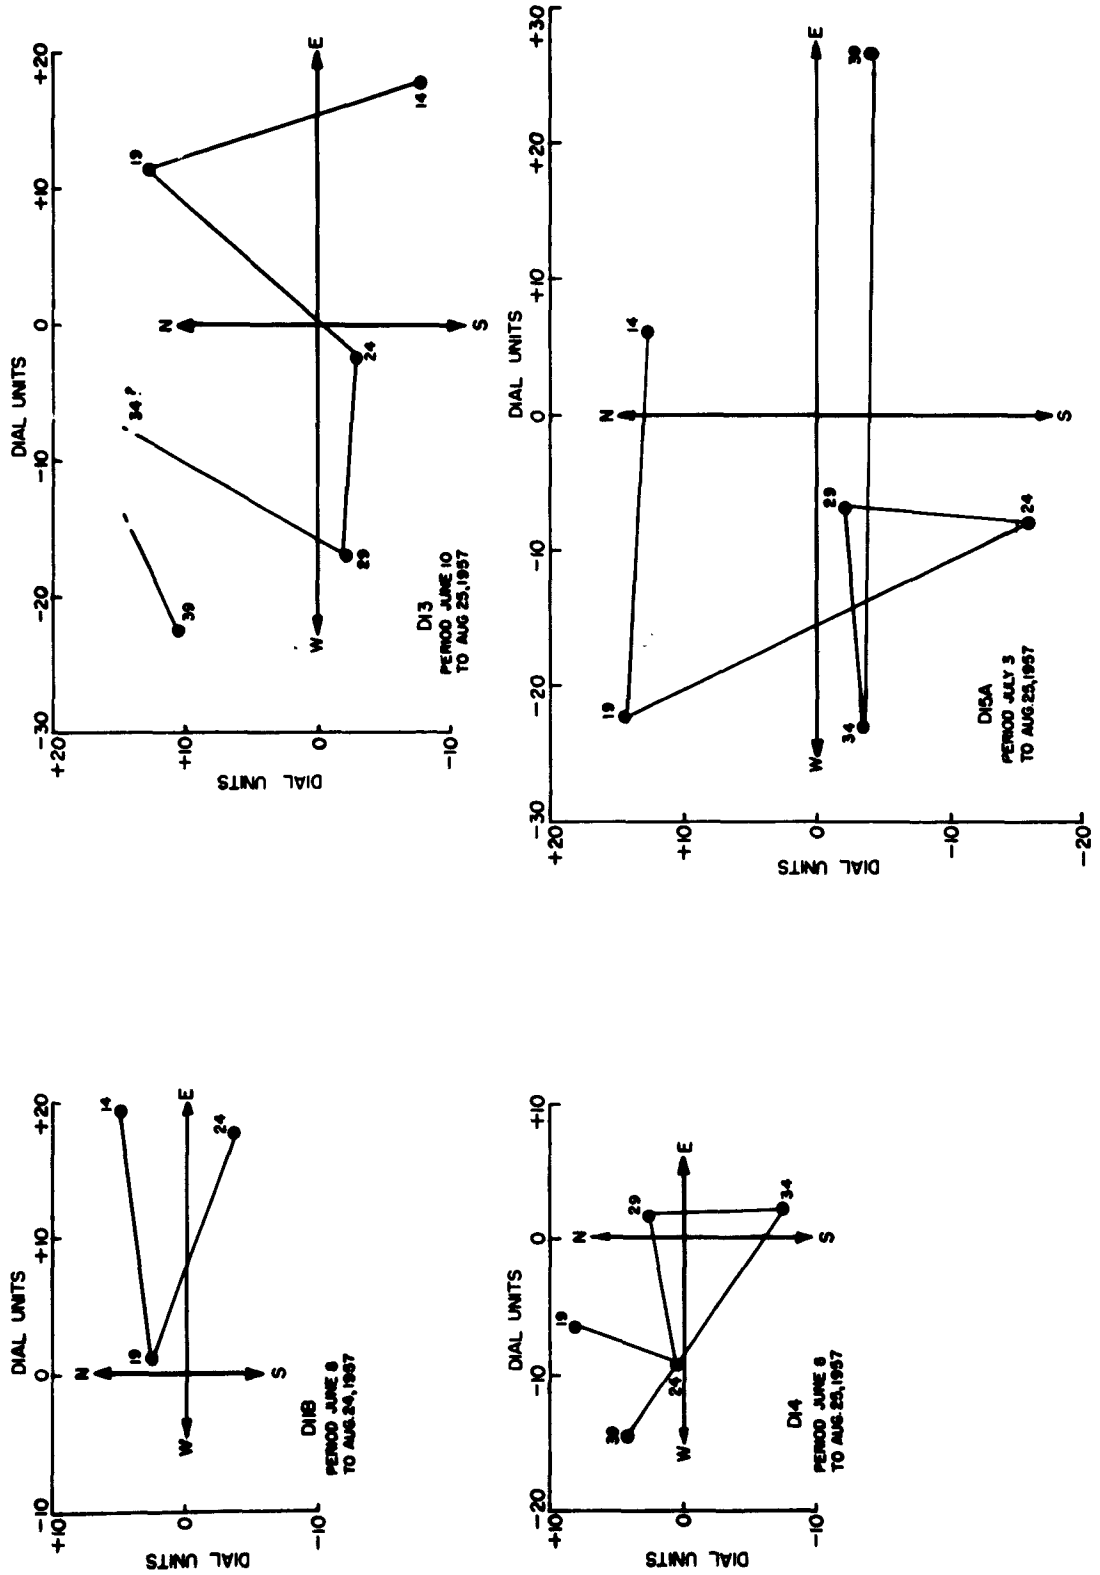 DIAL UNITS
-10
0
+10
+20
+10
0
-10
DIAL UNITS
N
S
W
E
14
19
24
D11B
PERIOD JUNE 8
TO AUG. 24, 1957
DIAL UNITS
-30
-20
-10
0
+10
+20
+20
+10
0
-10
DIAL UNITS
N
S
W
E
14
19
24
29
34?
39
D13
PERIOD JUNE 10
TO AUG 25, 1957
DIAL UNITS
-20
-10
0
+10
+10
0
-10
DIAL UNITS
N
S
W
E
19
24
29
34
39
D14
PERIOD JUNE 8
TO AUG. 25, 1957
DIAL UNITS
-30
-20
-10
0
+10
+20
+30
+20
+10
0
-10
-20
DIAL UNITS
N
S
W
E
14
19
24
29
34
39
D15A
PERIOD JULY 3
TO AUG. 25, 1957